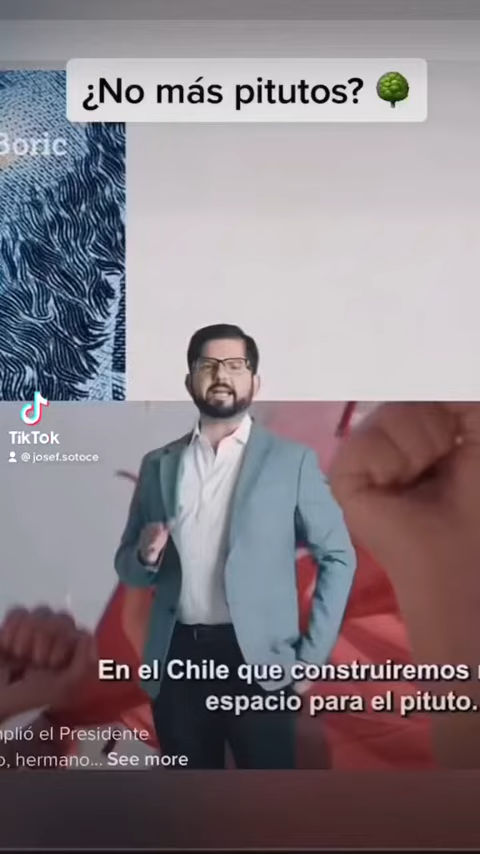 ¿No más pitutos?
Boric
TikTok
@josef.sotoce
En el Chile que construiremos
espacio para el pituto.
el Presidente
hermano... See more